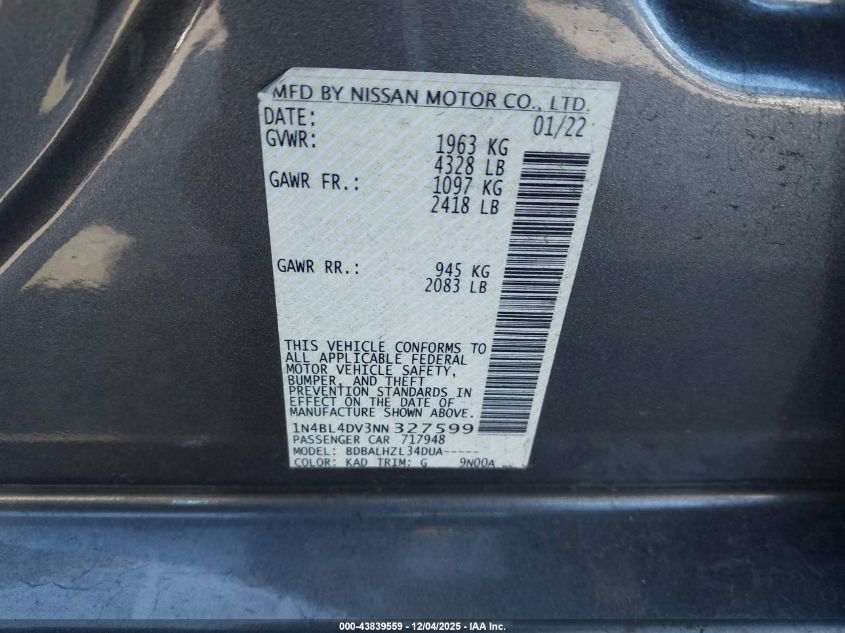 MFD BY NISSAN MOTOR CO., LTD.
DATE: 01/22
GVWR: 1963 KG
4328 LB
GAWR FR.: 1097 KG
2418 LB
GAWR RR.: 945 KG
2083 LB
THIS VEHICLE CONFORMS TO
ALL APPLICABLE FEDERAL
MOTOR VEHICLE SAFETY,
BUMPER, AND THEFT
PREVENTION STANDARDS IN
EFFECT ON THE DATE OF
MANUFACTURE SHOWN ABOVE.
1N4BL4DV3NN327599
PASSENGER CAR 717948
MODEL: BDBALHZL34DUA-----
COLOR: KAD TRIM: G 9N00A
000-43839559 - 12/04/2025 - IAA Inc.